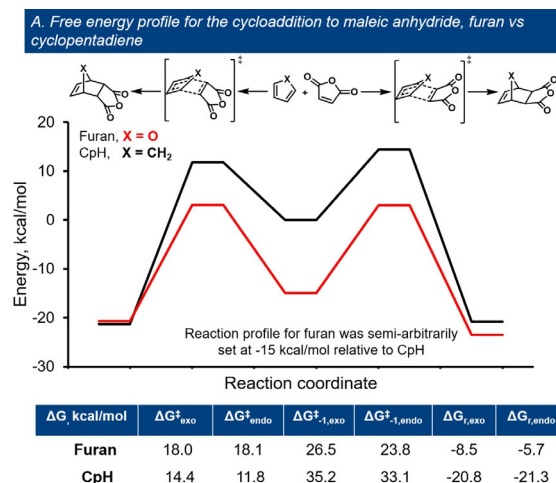 A. Free energy profile for the cycloaddition to maleic anhydride, furan vs
cyclopentadiene
X
O
O
O
‡
X
O
O
O
X
+
O
O
O
‡
X
O
O
O
X
O
O
O
Furan, X = O
CpH, X = CH₂
Energy, kcal/mol
20
10
0
-10
-20
-30
Reaction profile for furan was semi-arbitrarily
set at -15 kcal/mol relative to CpH
Reaction coordinate
ΔG, kcal/mol ΔG‡exo ΔG‡endo ΔG‡-1,exo ΔG‡-1,endo ΔGr,exo ΔGr,endo
Furan 18.0 18.1 26.5 23.8 -8.5 -5.7
CpH 14.4 11.8 35.2 33.1 -20.8 -21.3